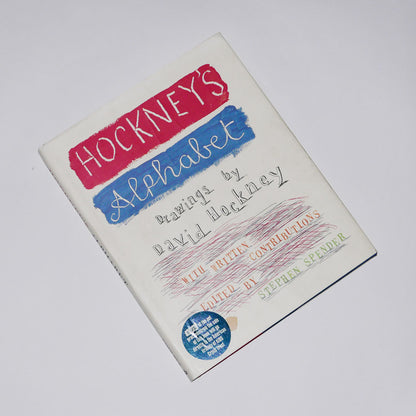 HOCKNEY'S
Alphabet
Drawings by
David Hockney
WITH WRITTEN CONTRIBUTIONS
EDITED BY STEPHEN SPENDER